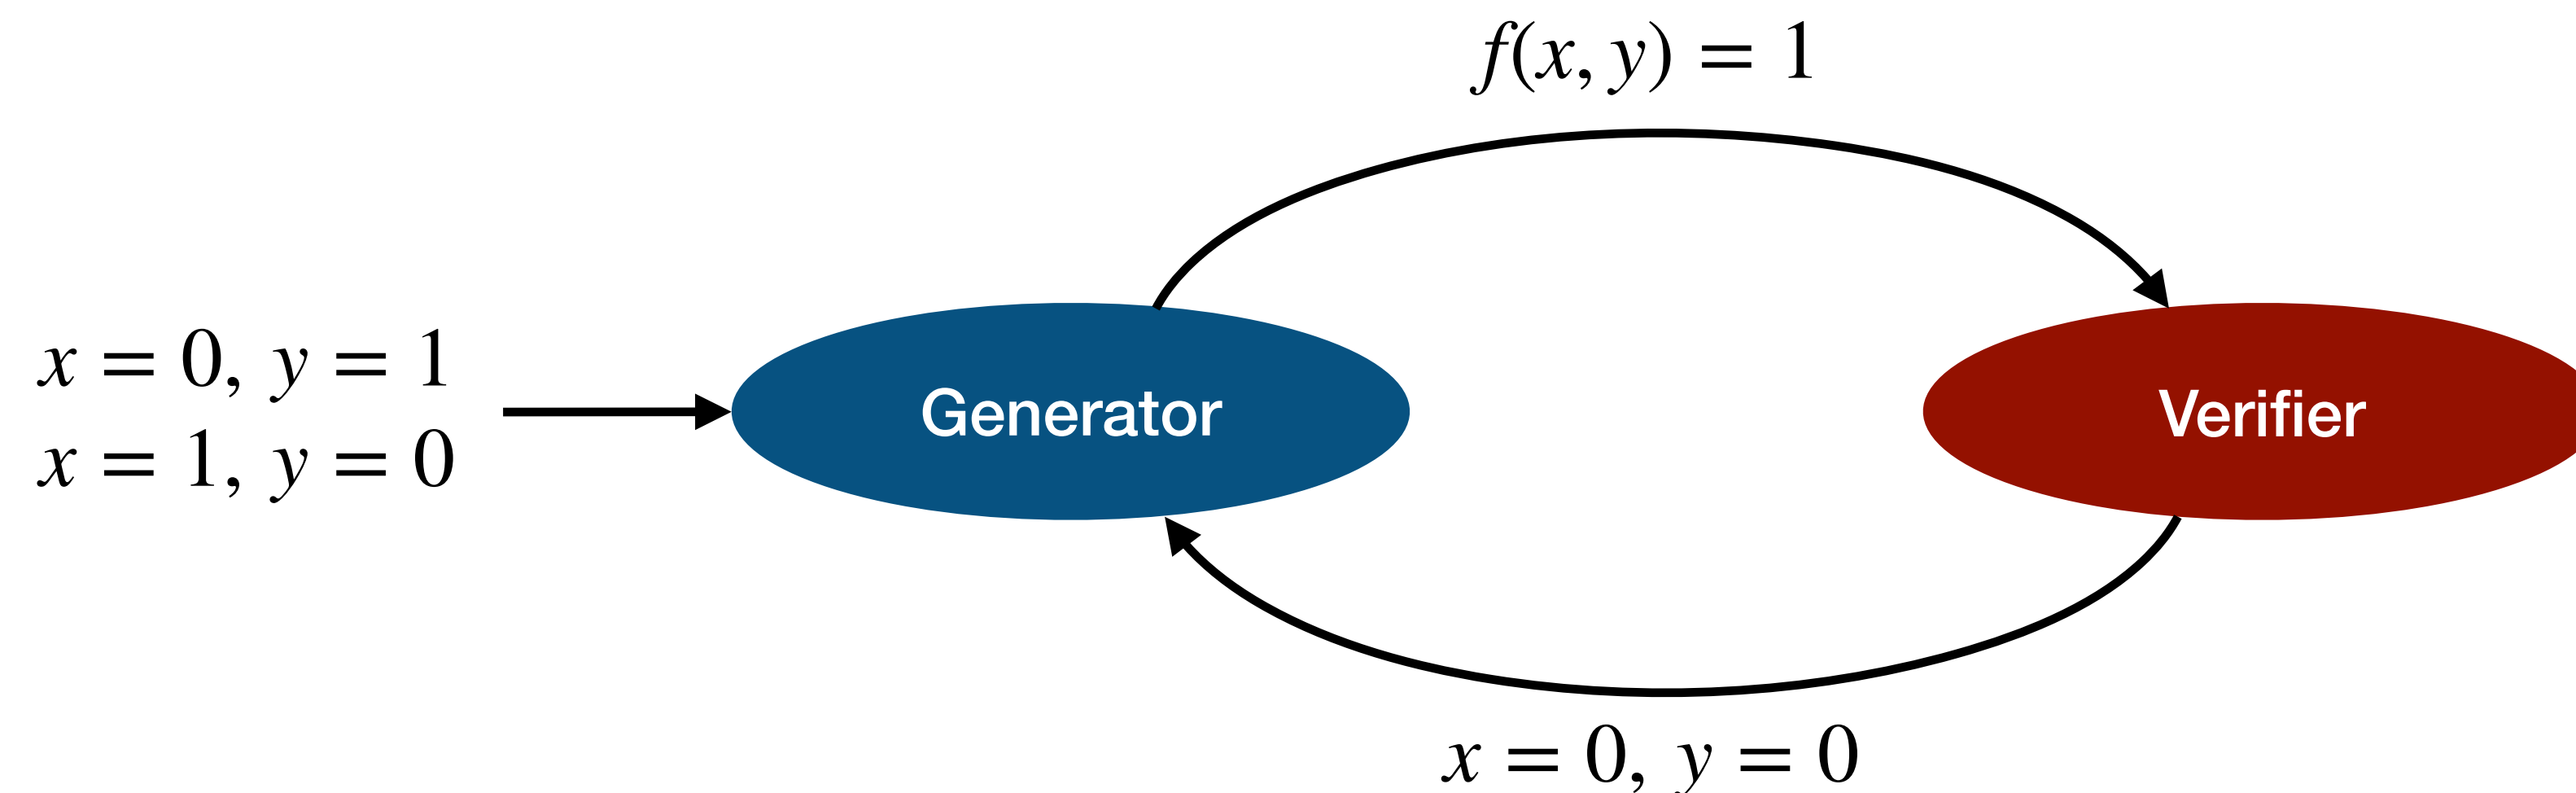 f(x, y) = 1
x = 0, y = 1
x = 1, y = 0
Generator
Verifier
x = 0, y = 0